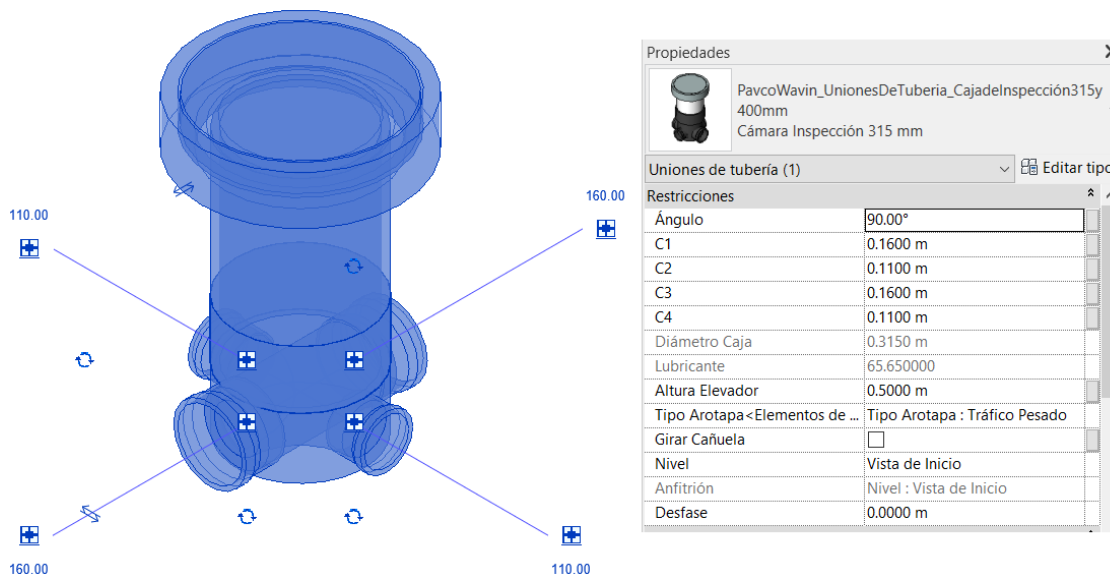 110.00
160.00
160.00
110.00
Propiedades
PavcoWavin_UnionesDeTuberia_CajadeInspección315y
400mm
Cámara Inspección 315 mm
Uniones de tubería (1)
Editar tipo
Restricciones
Ángulo 90.00°
C1 0.1600 m
C2 0.1100 m
C3 0.1600 m
C4 0.1100 m
Diámetro Caja 0.3150 m
Lubricante 65.650000
Altura Elevador 0.5000 m
Tipo Arotapa<Elementos de ... Tipo Arotapa : Tráfico Pesado
Girar Cañuela
Nivel Vista de Inicio
Anfitrión Nivel : Vista de Inicio
Desfase 0.0000 m